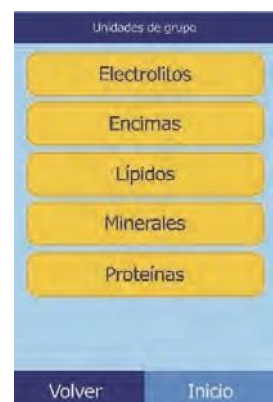 Unidades de grupo
Electrolitos
Encimas
Lípidos
Minerales
Proteínas
Volver Inicio